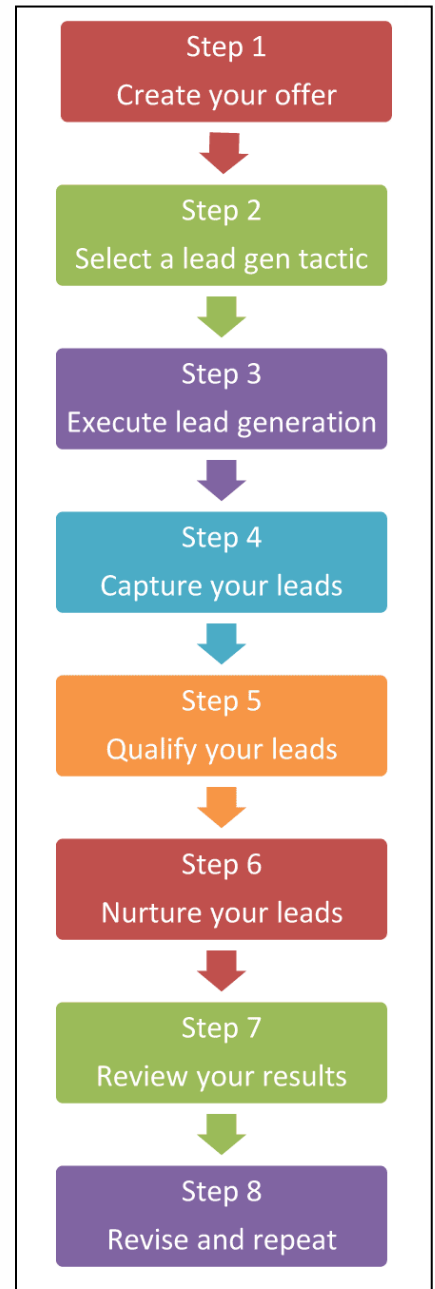 Step 1
Create your offer
Step 2
Select a lead gen tactic
Step 3
Execute lead generation
Step 4
Capture your leads
Step 5
Qualify your leads
Step 6
Nurture your leads
Step 7
Review your results
Step 8
Revise and repeat